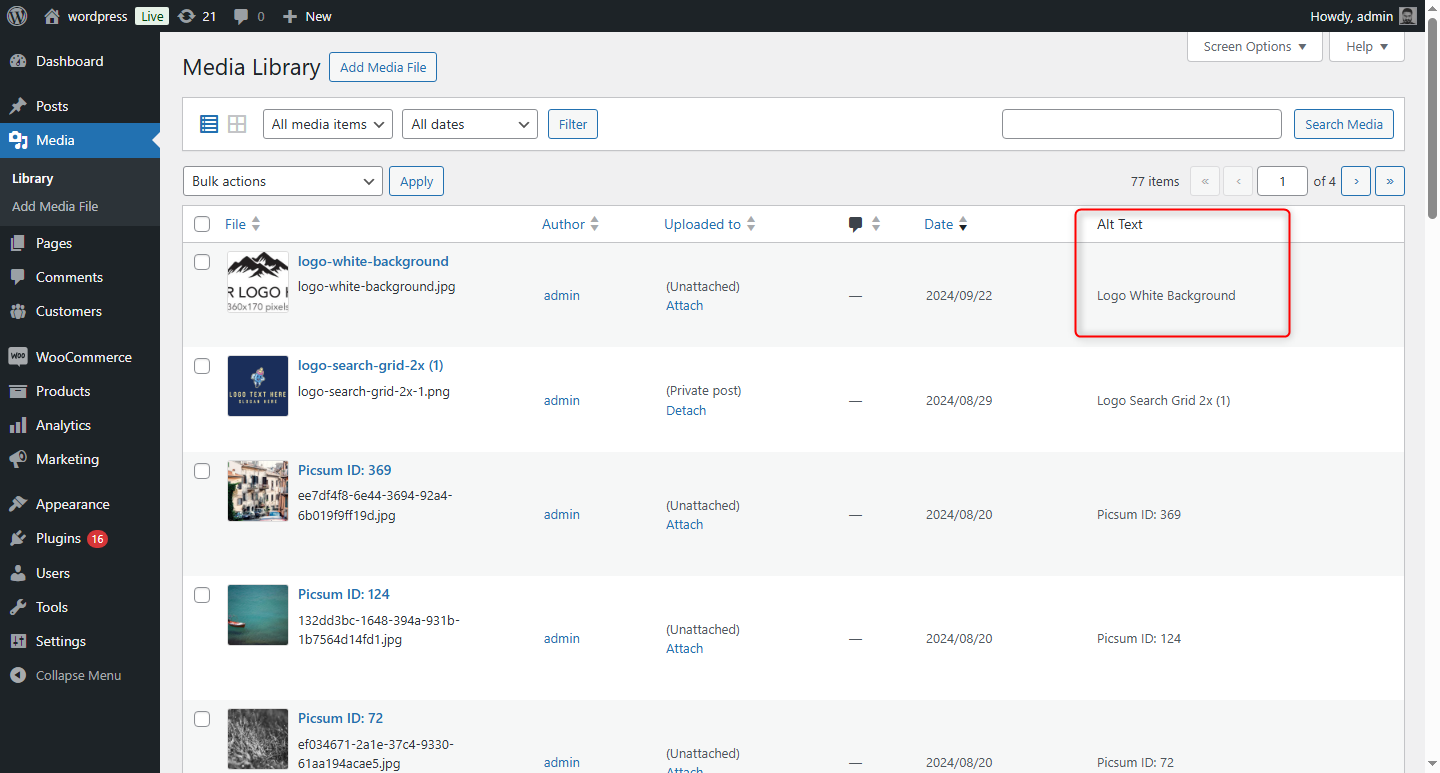 wordpress Live 21 0 New Howdy, admin
Screen Options Help
Dashboard
Posts
Media
Library
Add Media File
Pages
Comments
Customers
WooCommerce
Products
Analytics
Marketing
Appearance
Plugins 16
Users
Tools
Settings
Collapse Menu
Media Library Add Media File
All media items All dates Filter Search Media
Bulk actions Apply 77 items « ‹ 1 of 4 › »
File Author Uploaded to Date Alt Text
logo-white-background
logo-white-background.jpg
R LOGO H
360x170 pixels
admin
(Unattached)
Attach
—
2024/09/22
Logo White Background
logo-search-grid-2x (1)
logo-search-grid-2x-1.png
LOGO TEXT HERE
SLOGAN HERE
admin
(Private post)
Detach
—
2024/08/29
Logo Search Grid 2x (1)
Picsum ID: 369
ee7df4f8-6e44-3694-92a4-
6b019f9ff19d.jpg
admin
(Unattached)
Attach
—
2024/08/20
Picsum ID: 369
Picsum ID: 124
132dd3bc-1648-394a-931b-
1b7564d14fd1.jpg
admin
(Unattached)
Attach
—
2024/08/20
Picsum ID: 124
Picsum ID: 72
ef034671-2a1e-37c4-9330-
61aa194acae5.jpg
admin
(Unattached)
Attach
—
2024/08/20
Picsum ID: 72